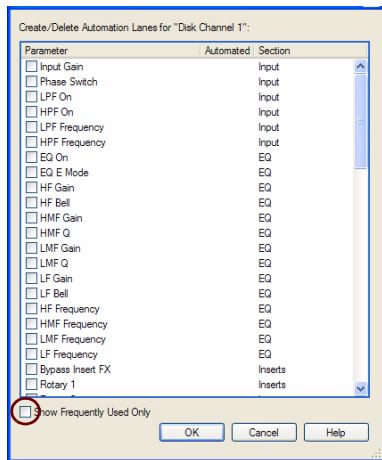 Create/Delete Automation Lanes for "Disk Channel 1":
Parameter Automated Section
Input Gain Input
Phase Switch Input
LPF On Input
HPF On Input
LPF Frequency Input
HPF Frequency Input
EQ On EQ
EQ E Mode EQ
HF Gain EQ
HF Bell EQ
HMF Gain EQ
HMF Q EQ
LMF Gain EQ
LMF Q EQ
LF Gain EQ
LF Bell EQ
HF Frequency EQ
HMF Frequency EQ
LMF Frequency EQ
LF Frequency EQ
Bypass Insert FX Inserts
Rotary 1 Inserts
Show Frequently Used Only
OK Cancel Help